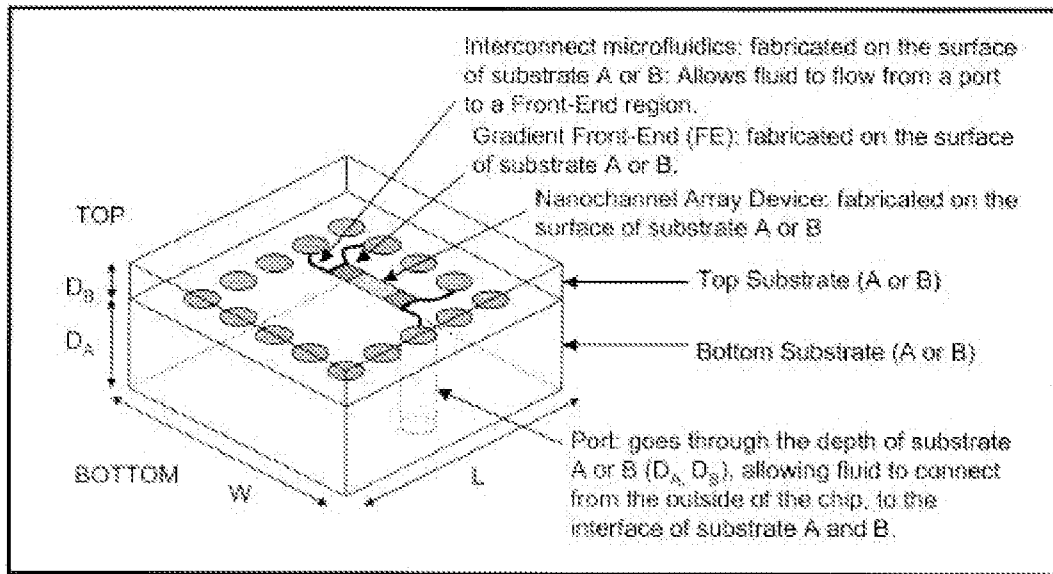 Interconnect microfluidics: fabricated on the surface
of substrate A or B: Allows fluid to flow from a port
to a Front-End region.
Gradient Front-End (FE): fabricated on the surface
of substrate A or B.
Nanochannel Array Device: fabricated on the
surface of substrate A or B
TOP
D_B
Top Substrate (A or B)
D_A
Bottom Substrate (A or B)
Port: goes through the depth of substrate
A or B (D_A, D_B), allowing fluid to connect
from the outside of the chip, to the
interface of substrate A and B.
BOTTOM
W
L